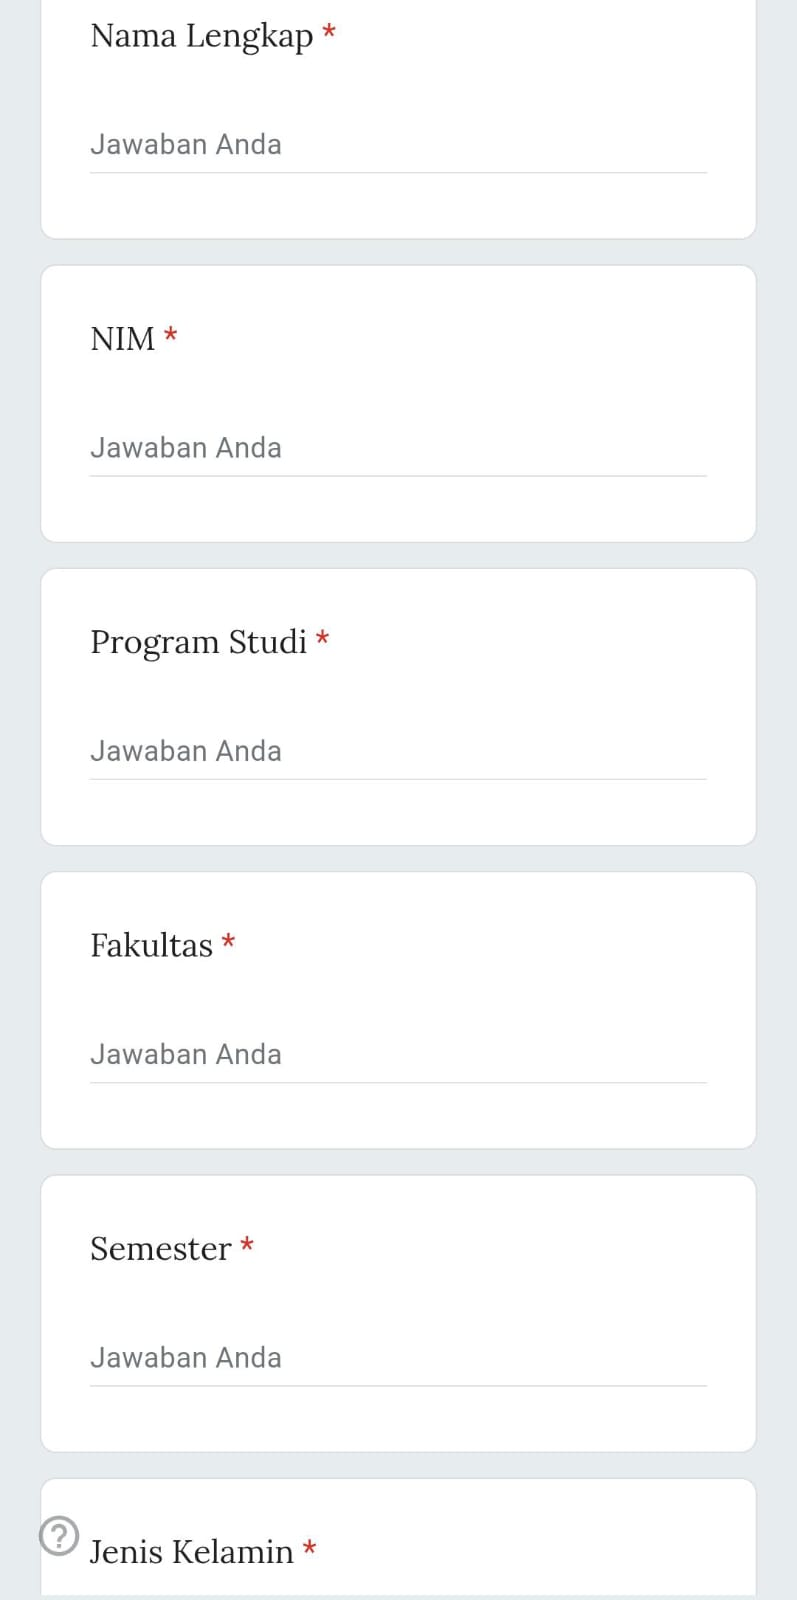 Nama Lengkap *
Jawaban Anda
NIM *
Jawaban Anda
Program Studi *
Jawaban Anda
Fakultas *
Jawaban Anda
Semester *
Jawaban Anda
? Jenis Kelamin *